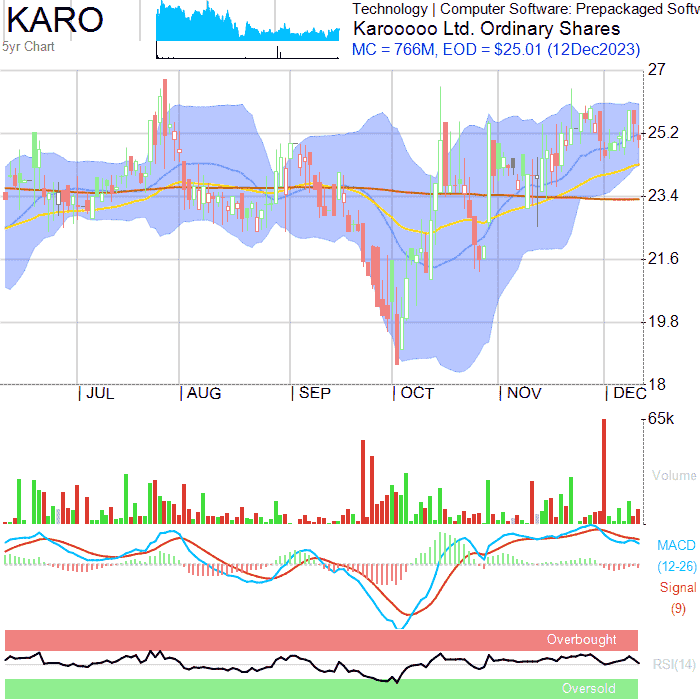 KARO
5yr Chart
Technology | Computer Software: Prepackaged Softw
Karooooo Ltd. Ordinary Shares
MC = 766M, EOD = $25.01 (12Dec2023)
27
25.2
23.4
21.6
19.8
18
JUL AUG SEP OCT NOV DEC
65k
Volume
MACD
(12-26)
Signal
(9)
Overbought
RSI(14)
Oversold